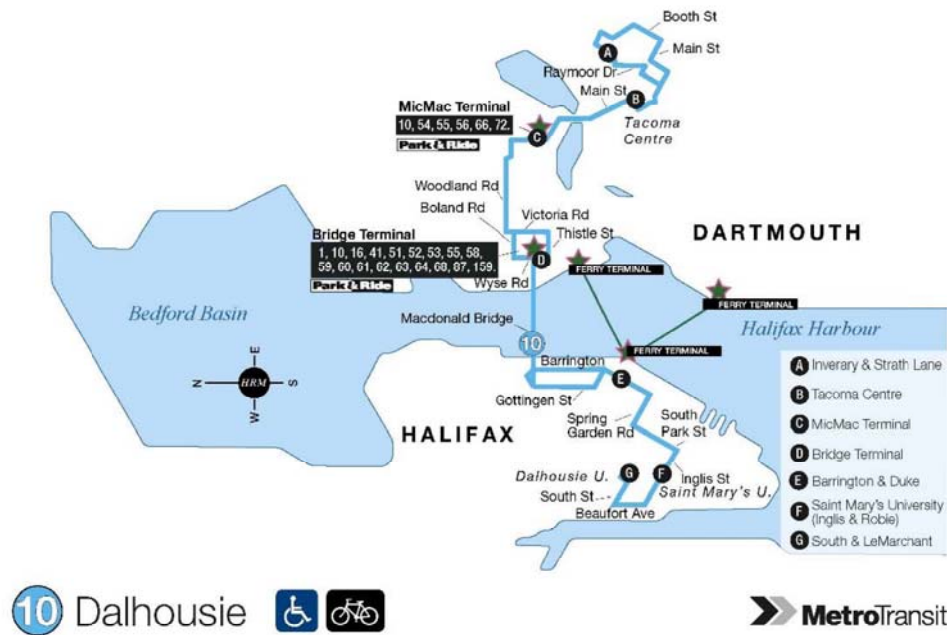 Booth St
Main St
A
Raymoor Dr
Main St
B
Tacoma
Centre
MicMac Terminal
10, 54, 55, 56, 66, 72.
Park & Ride
C
Woodland Rd
Boland Rd
Victoria Rd
Thistle St
Bridge Terminal
1, 10, 16, 41, 51, 52, 53, 55, 58,
59, 60, 61, 62, 63, 64, 68, 87, 159.
Park & Ride
D
Wyse Rd
DARTMOUTH
FERRY TERMINAL
FERRY TERMINAL
FERRY TERMINAL
Bedford Basin
Macdonald Bridge
10
Halifax Harbour
N
E
S
W
HRM
Barrington
E
Gottingen St
HALIFAX
Spring
Garden Rd
South
Park St
Dalhousie U.
G
F
Inglis St
Saint Mary's U.
South St
Beaufort Ave
A Inverary & Strath Lane
B Tacoma Centre
C MicMac Terminal
D Bridge Terminal
E Barrington & Duke
F Saint Mary's University
(Inglis & Robie)
G South & LeMarchant
10 Dalhousie
MetroTransit